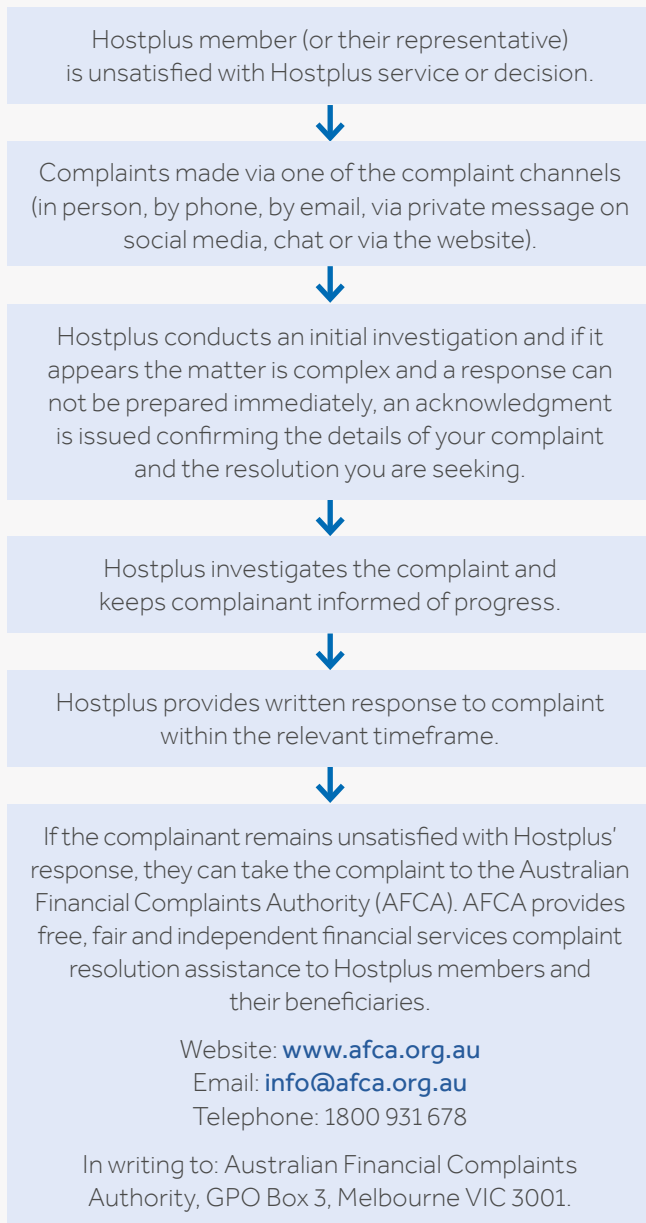 Hostplus member (or their representative)
is unsatisfied with Hostplus service or decision.
Complaints made via one of the complaint channels
(in person, by phone, by email, via private message on
social media, chat or via the website).
Hostplus conducts an initial investigation and if it
appears the matter is complex and a response can
not be prepared immediately, an acknowledgment
is issued confirming the details of your complaint
and the resolution you are seeking.
Hostplus investigates the complaint and
keeps complainant informed of progress.
Hostplus provides written response to complaint
within the relevant timeframe.
If the complainant remains unsatisfied with Hostplus’
response, they can take the complaint to the Australian
Financial Complaints Authority (AFCA). AFCA provides
free, fair and independent financial services complaint
resolution assistance to Hostplus members and
their beneficiaries.
Website: www.afca.org.au
Email: info@afca.org.au
Telephone: 1800 931 678
In writing to: Australian Financial Complaints
Authority, GPO Box 3, Melbourne VIC 3001.